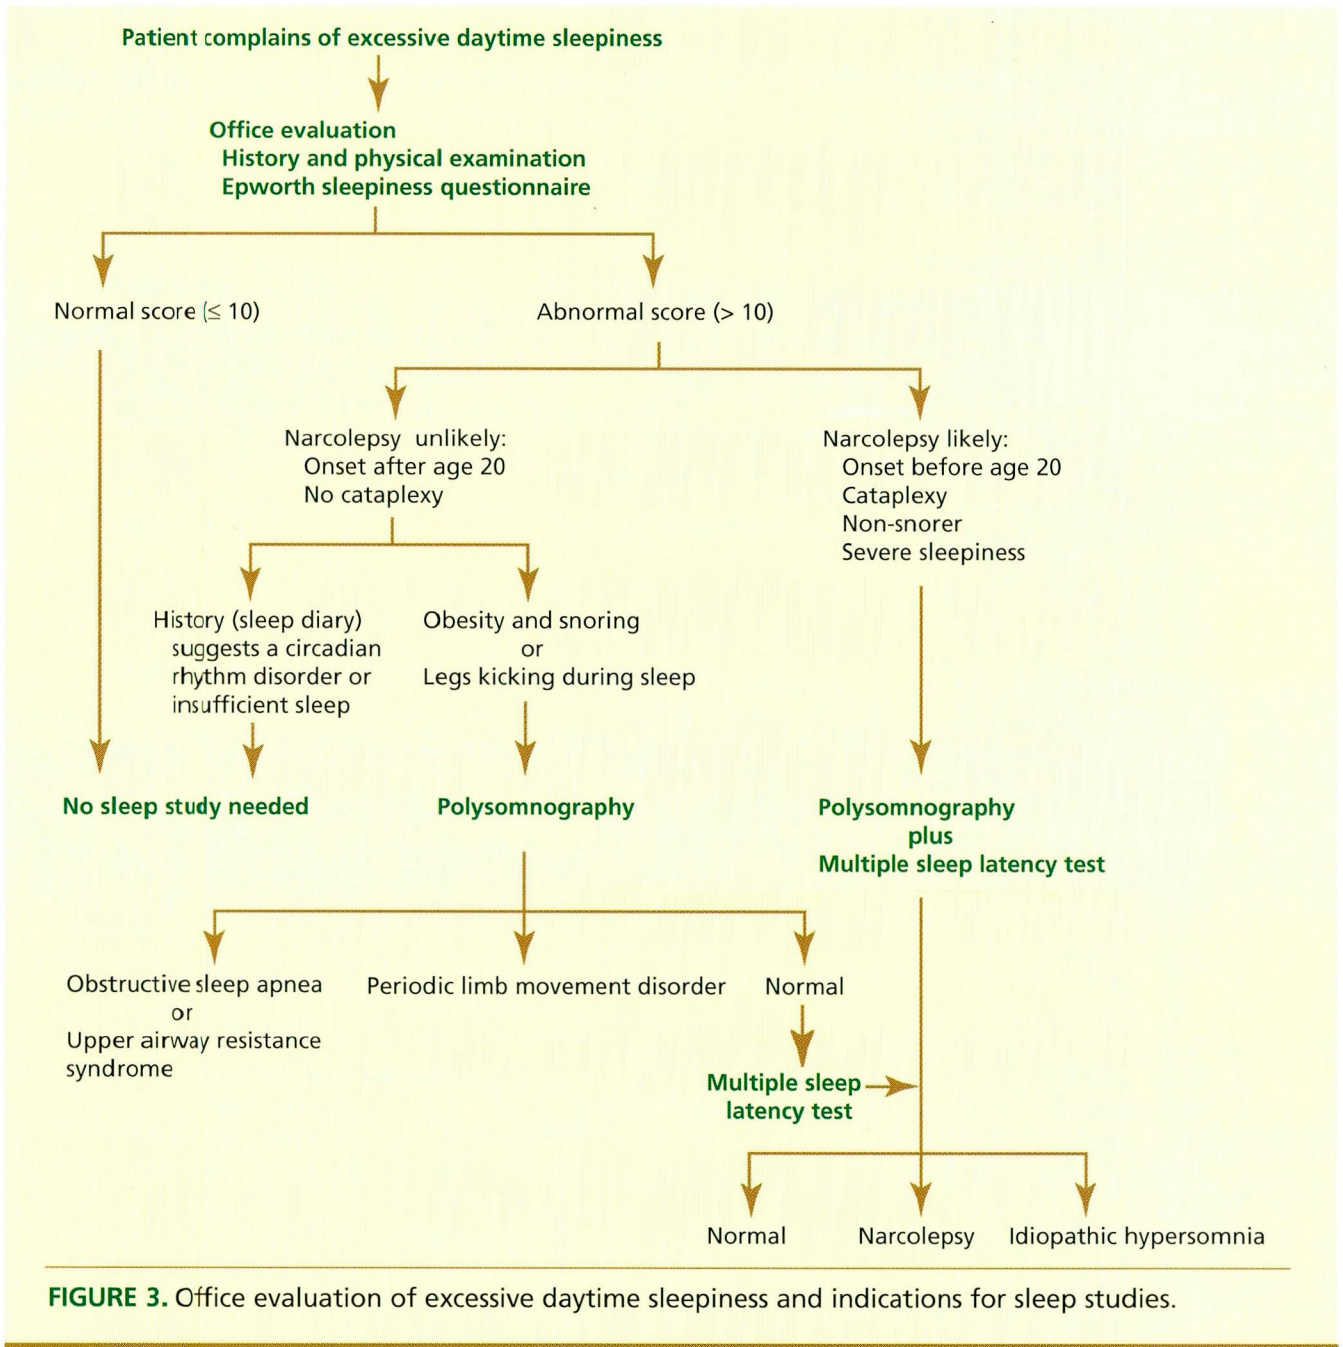 Patient complains of excessive daytime sleepiness
Office evaluation
History and physical examination
Epworth sleepiness questionnaire
Normal score (≤ 10)
Abnormal score (> 10)
Narcolepsy unlikely:
Onset after age 20
No cataplexy
Narcolepsy likely:
Onset before age 20
Cataplexy
Non-snorer
Severe sleepiness
History (sleep diary)
suggests a circadian
rhythm disorder or
insufficient sleep
Obesity and snoring
or
Legs kicking during sleep
No sleep study needed
Polysomnography
Polysomnography
plus
Multiple sleep latency test
Obstructive sleep apnea
or
Upper airway resistance
syndrome
Periodic limb movement disorder
Normal
Multiple sleep
latency test
Normal
Narcolepsy
Idiopathic hypersomnia
FIGURE 3. Office evaluation of excessive daytime sleepiness and indications for sleep studies.